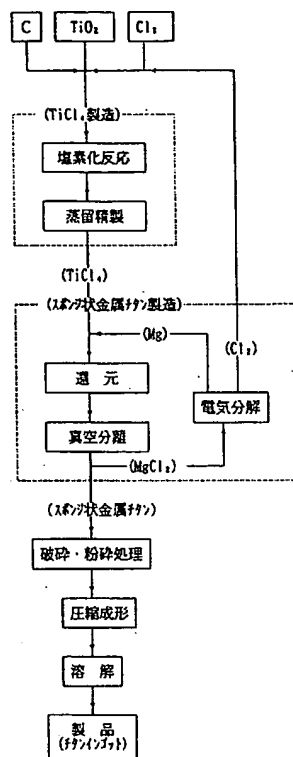 C
TiO₂
Cl₂
(TiCl₄製造)
塩素化反応
蒸留精製
(TiCl₄)
(スポンジ状金属チタン製造)
(Mg)
(Cl₂)
還元
電気分解
真空分離
(MgCl₂)
(スポンジ状金属チタン)
破砕・粉砕処理
圧縮成形
溶解
製品
(チタンインゴット)